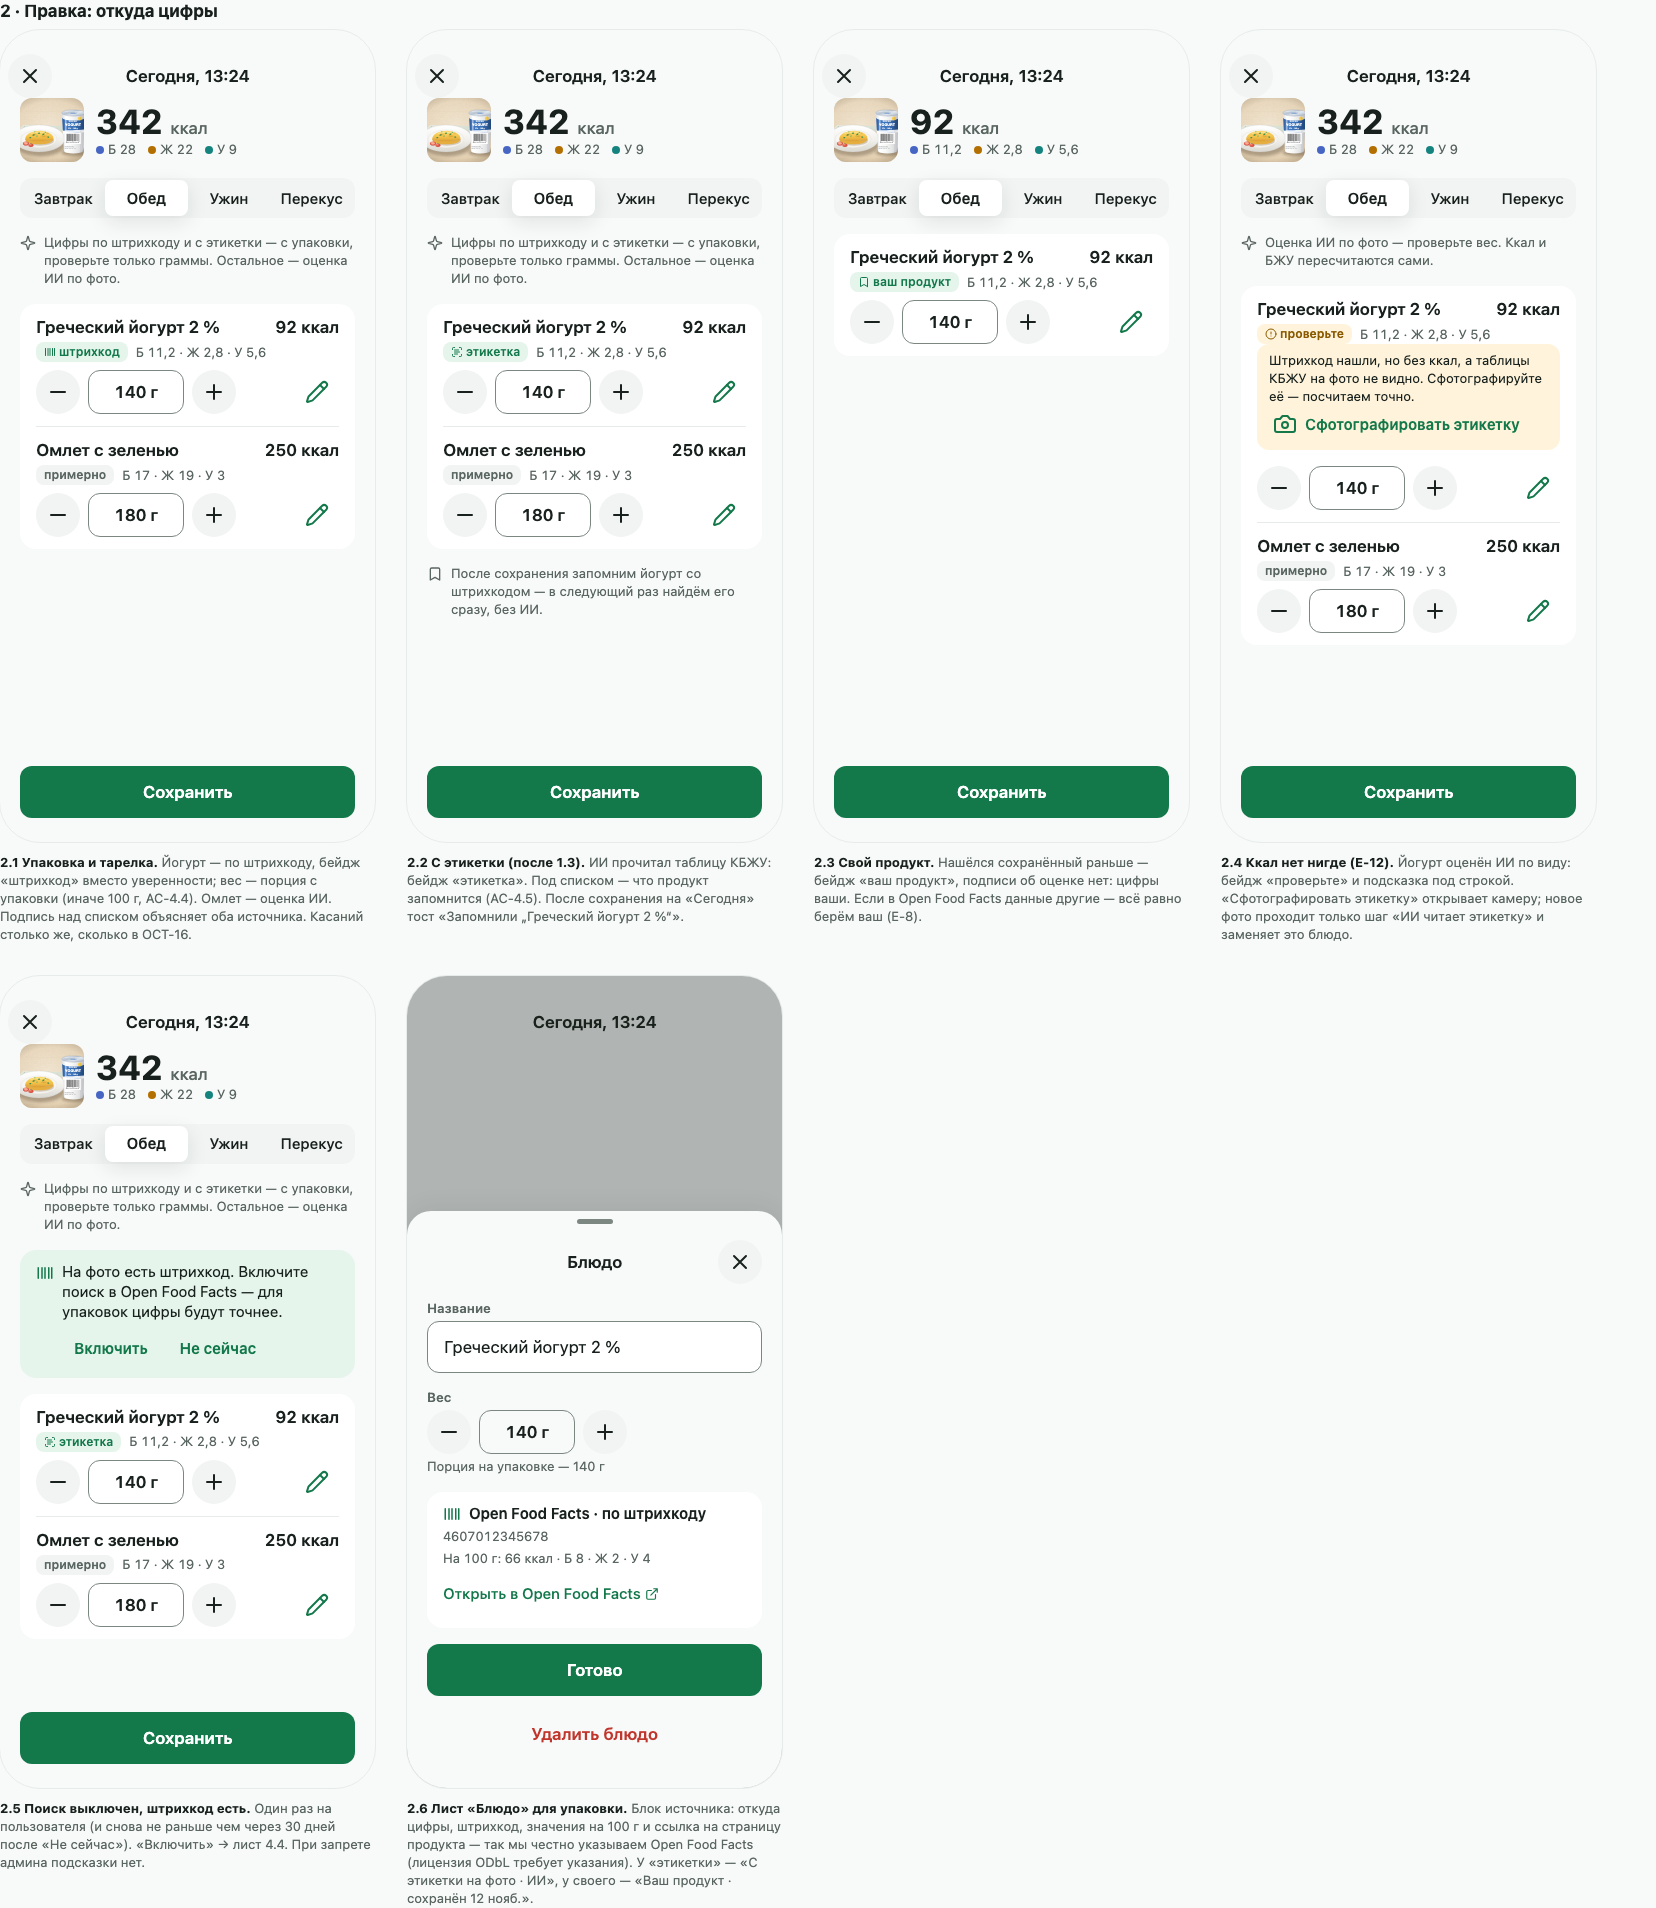 2 · Правка: откуда цифры
Сегодня, 13:24
342 ккал
Б 28 Ж 22 У 9
Завтрак Обед Ужин Перекус
Цифры по штрихкоду и с этикетки — с упаковки,
проверьте только граммы. Остальное — оценка
ИИ по фото.
Греческий йогурт 2 % 92 ккал
штрихкод Б 11,2 · Ж 2,8 · У 5,6
140 г
Омлет с зеленью 250 ккал
примерно Б 17 · Ж 19 · У 3
180 г
Сохранить
2.1 Упаковка и тарелка. Йогурт — по штрихкоду, бейдж
«штрихкод» вместо уверенности; вес — порция с
упаковки (иначе 100 г, АС-4.4). Омлет — оценка ИИ.
Подпись над списком объясняет оба источника. Касаний
столько же, сколько в ОСТ-16.
Сегодня, 13:24
342 ккал
Б 28 Ж 22 У 9
Завтрак Обед Ужин Перекус
Цифры по штрихкоду и с этикетки — с упаковки,
проверьте только граммы. Остальное — оценка
ИИ по фото.
Греческий йогурт 2 % 92 ккал
этикетка Б 11,2 · Ж 2,8 · У 5,6
140 г
Омлет с зеленью 250 ккал
примерно Б 17 · Ж 19 · У 3
180 г
После сохранения запомним йогурт со
штрихкодом — в следующий раз найдём его
сразу, без ИИ.
Сохранить
2.2 С этикетки (после 1.3). ИИ прочитал таблицу КБЖУ:
бейдж «этикетка». Под списком — что продукт
запомнится (АС-4.5). После сохранения на «Сегодня»
тост «Запомнили „Греческий йогурт 2 %“».
Сегодня, 13:24
92 ккал
Б 11,2 Ж 2,8 У 5,6
Завтрак Обед Ужин Перекус
Греческий йогурт 2 % 92 ккал
ваш продукт Б 11,2 · Ж 2,8 · У 5,6
140 г
Сохранить
2.3 Свой продукт. Нашёлся сохранённый раньше —
бейдж «ваш продукт», подписи об оценке нет: цифры
ваши. Если в Open Food Facts данные другие — всё равно
берём ваш (E-8).
Сегодня, 13:24
342 ккал
Б 28 Ж 22 У 9
Завтрак Обед Ужин Перекус
Оценка ИИ по фото — проверьте вес. Ккал и
БЖУ пересчитаются сами.
Греческий йогурт 2 % 92 ккал
проверьте Б 11,2 · Ж 2,8 · У 5,6
Штрихкод нашли, но без ккал, а таблицы
КБЖУ на фото не видно. Сфотографируйте
её — посчитаем точно.
Сфотографировать этикетку
140 г
Омлет с зеленью 250 ккал
примерно Б 17 · Ж 19 · У 3
180 г
Сохранить
2.4 Ккал нет нигде (E-12). Йогурт оценён ИИ по виду:
бейдж «проверьте» и подсказка под строкой.
«Сфотографировать этикетку» открывает камеру; новое
фото проходит только шаг «ИИ читает этикетку» и
заменяет это блюдо.
Сегодня, 13:24
342 ккал
Б 28 Ж 22 У 9
Завтрак Обед Ужин Перекус
Цифры по штрихкоду и с этикетки — с упаковки,
проверьте только граммы. Остальное — оценка
ИИ по фото.
На фото есть штрихкод. Включите
поиск в Open Food Facts — для
упаковок цифры будут точнее.
Включить Не сейчас
Греческий йогурт 2 % 92 ккал
этикетка Б 11,2 · Ж 2,8 · У 5,6
140 г
Омлет с зеленью 250 ккал
примерно Б 17 · Ж 19 · У 3
180 г
Сохранить
2.5 Поиск выключен, штрихкод есть. Один раз на
пользователя (и снова не раньше чем через 30 дней
после «Не сейчас»). «Включить» → лист 4.4. При запрете
админа подсказки нет.
Сегодня, 13:24
Блюдо
Название
Греческий йогурт 2 %
Вес
140 г
Порция на упаковке — 140 г
Open Food Facts · по штрихкоду
4607012345678
На 100 г: 66 ккал · Б 8 · Ж 2 · У 4
Открыть в Open Food Facts
Готово
Удалить блюдо
2.6 Лист «Блюдо» для упаковки. Блок источника: откуда
цифры, штрихкод, значения на 100 г и ссылка на страницу
продукта — так мы честно указываем Open Food Facts
(лицензия ODbL требует указания). У «этикетки» — «С
этикетки на фото · ИИ», у своего — «Ваш продукт ·
сохранён 12 нояб.».